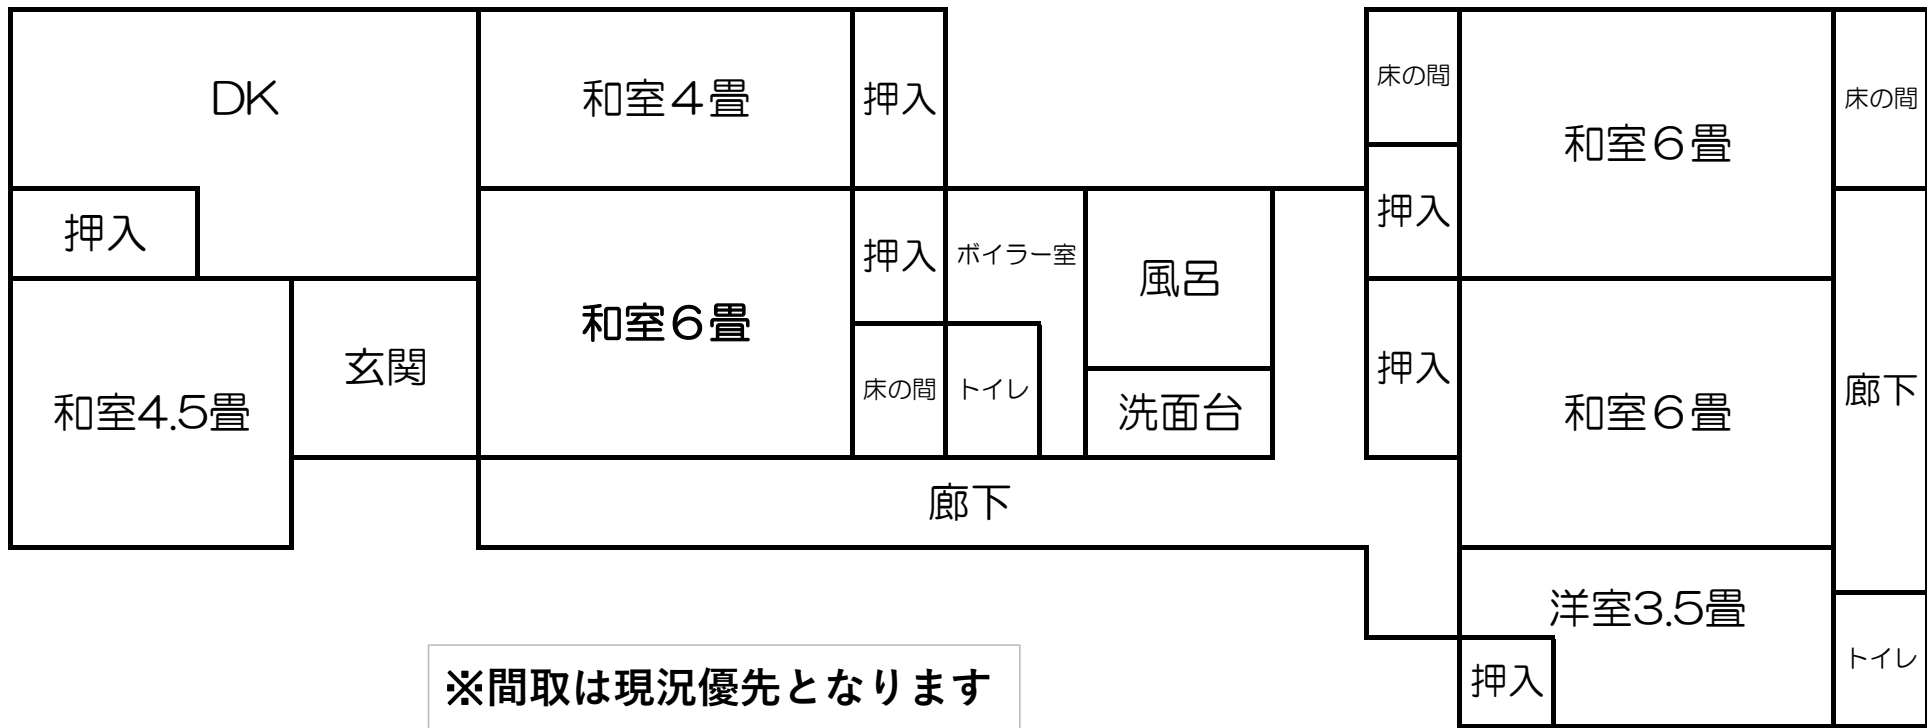 DK
和室４畳
押入
床の間
和室６畳
床の間
押入
和室６畳
押入
ボイラー室
風呂
押入
和室4.5畳
玄関
床の間
トイレ
洗面台
押入
和室６畳
廊下
廊下
洋室3.5畳
押入
トイレ
※間取は現況優先となります